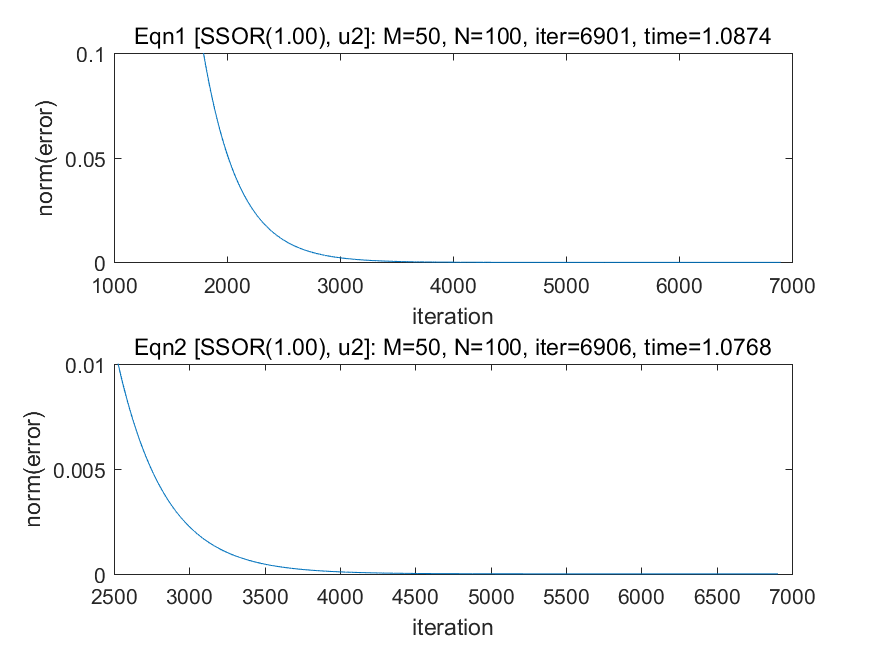 Eqn1 [SSOR(1.00), u2]: M=50, N=100, iter=6901, time=1.0874
norm(error)
0.1
0.05
0
1000 2000 3000 4000 5000 6000 7000
iteration
Eqn2 [SSOR(1.00), u2]: M=50, N=100, iter=6906, time=1.0768
norm(error)
0.01
0.005
0
2500 3000 3500 4000 4500 5000 5500 6000 6500 7000
iteration